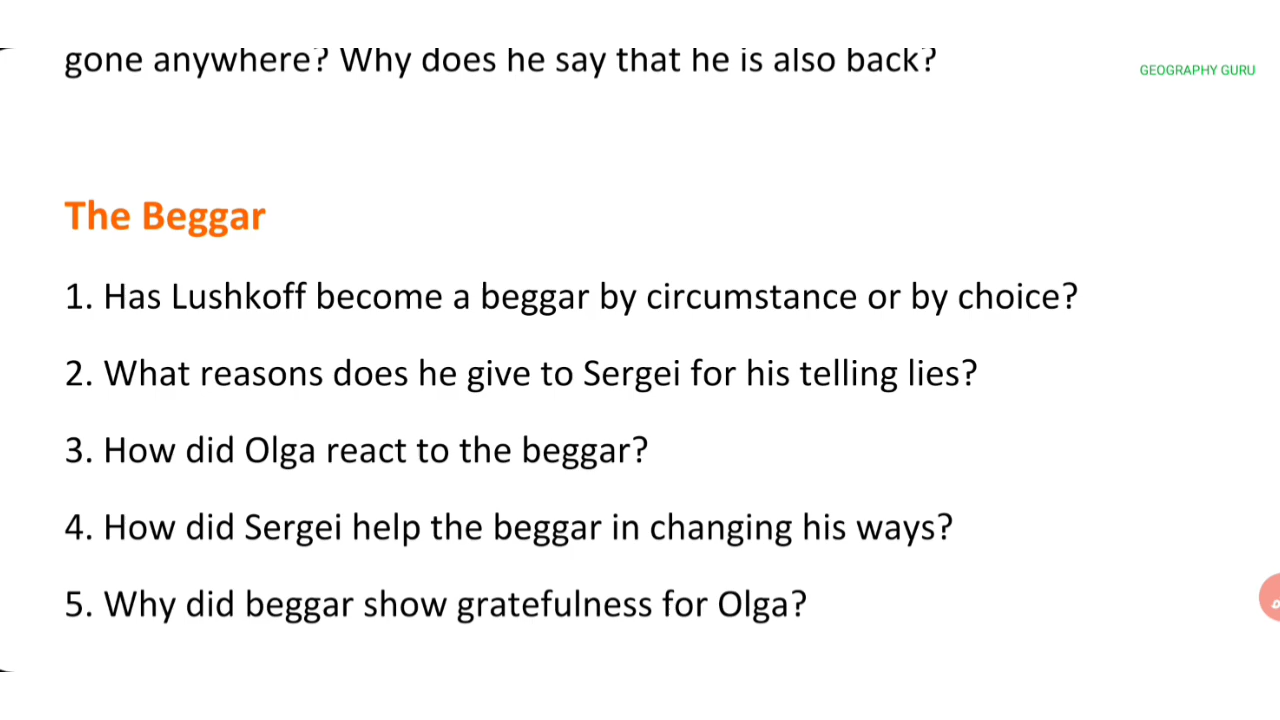 gone anywhere? Why does he say that he is also back?
GEOGRAPHY GURU
The Beggar
1. Has Lushkoff become a beggar by circumstance or by choice?
2. What reasons does he give to Sergei for his telling lies?
3. How did Olga react to the beggar?
4. How did Sergei help the beggar in changing his ways?
5. Why did beggar show gratefulness for Olga?